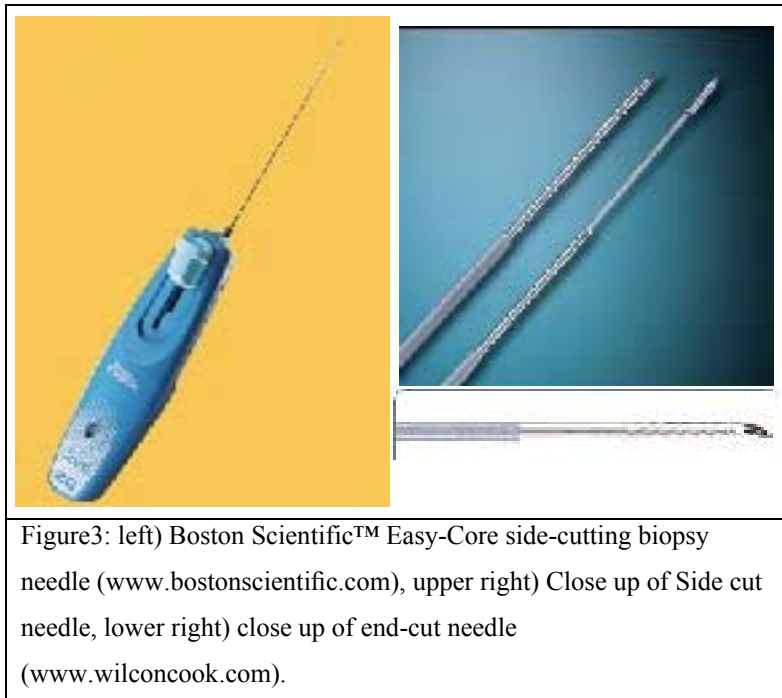 Figure3: left) Boston Scientific™ Easy-Core side-cutting biopsy
needle (www.bostonscientific.com), upper right) Close up of Side cut
needle, lower right) close up of end-cut needle
(www.wilconcook.com).